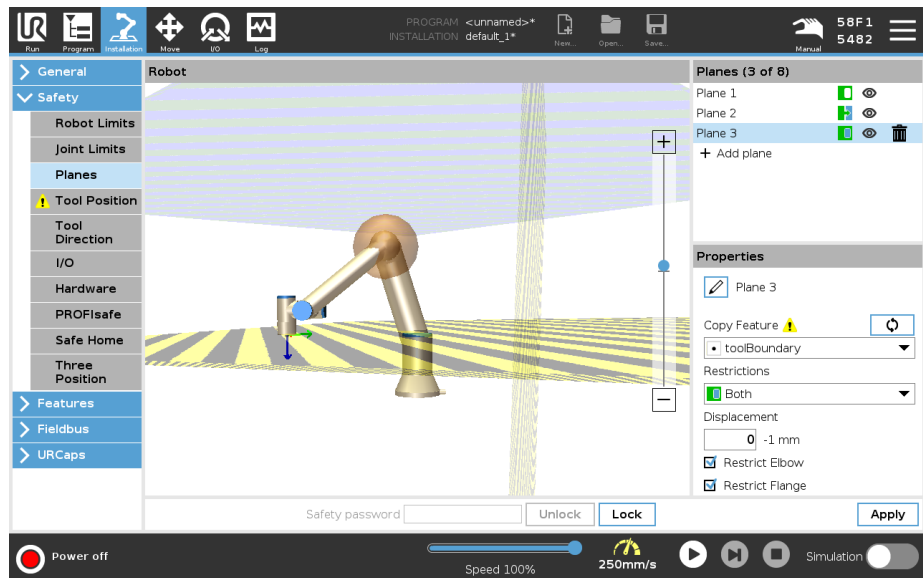 PROGRAM <unnamed>*
INSTALLATION default_1*
UR
Run
Program
Installation
Move
I/O
Log
New...
Open...
Save...
Manual
58F1
5482
General
Safety
Robot Limits
Joint Limits
Planes
Tool Position
Tool
Direction
I/O
Hardware
PROFIsafe
Safe Home
Three
Position
Features
Fieldbus
URCaps
Robot
Planes (3 of 8)
Plane 1
Plane 2
Plane 3
+ Add plane
Properties
Plane 3
Copy Feature
toolBoundary
Restrictions
Both
Displacement
0 -1 mm
Restrict Elbow
Restrict Flange
Safety password
Unlock
Lock
Apply
Power off
Speed 100%
250mm/s
Simulation